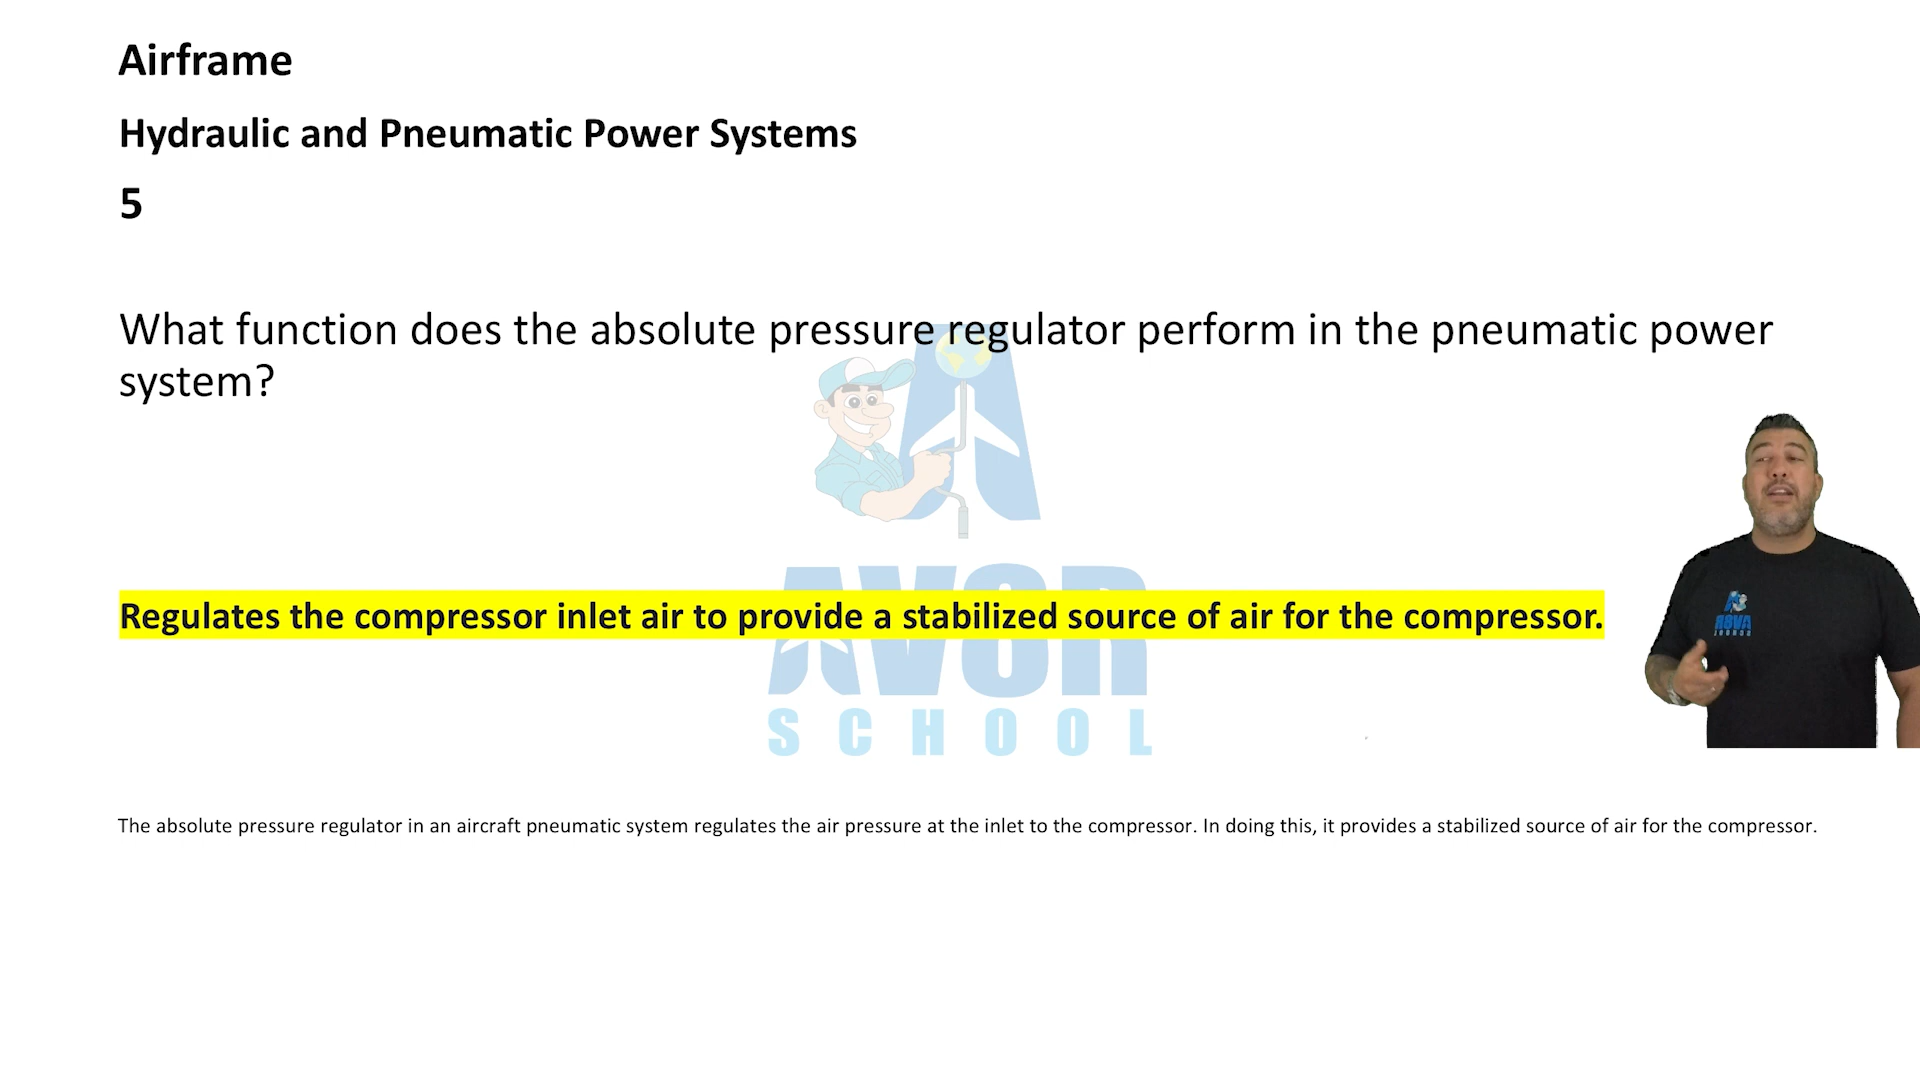 Airframe
Hydraulic and Pneumatic Power Systems
5
What function does the absolute pressure regulator perform in the pneumatic power
system?
Regulates the compressor inlet air to provide a stabilized source of air for the compressor.
AVOR
SCHOOL
The absolute pressure regulator in an aircraft pneumatic system regulates the air pressure at the inlet to the compressor. In doing this, it provides a stabilized source of air for the compressor.